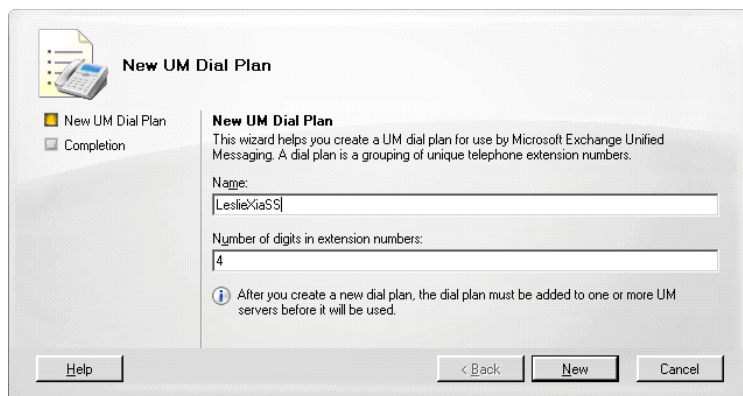 New UM Dial Plan
New UM Dial Plan
Completion
New UM Dial Plan
This wizard helps you create a UM dial plan for use by Microsoft Exchange Unified
Messaging. A dial plan is a grouping of unique telephone extension numbers.
Name:
LeslieXiaSS
Number of digits in extension numbers:
4
After you create a new dial plan, the dial plan must be added to one or more UM
servers before it will be used.
Help
< Back
New
Cancel